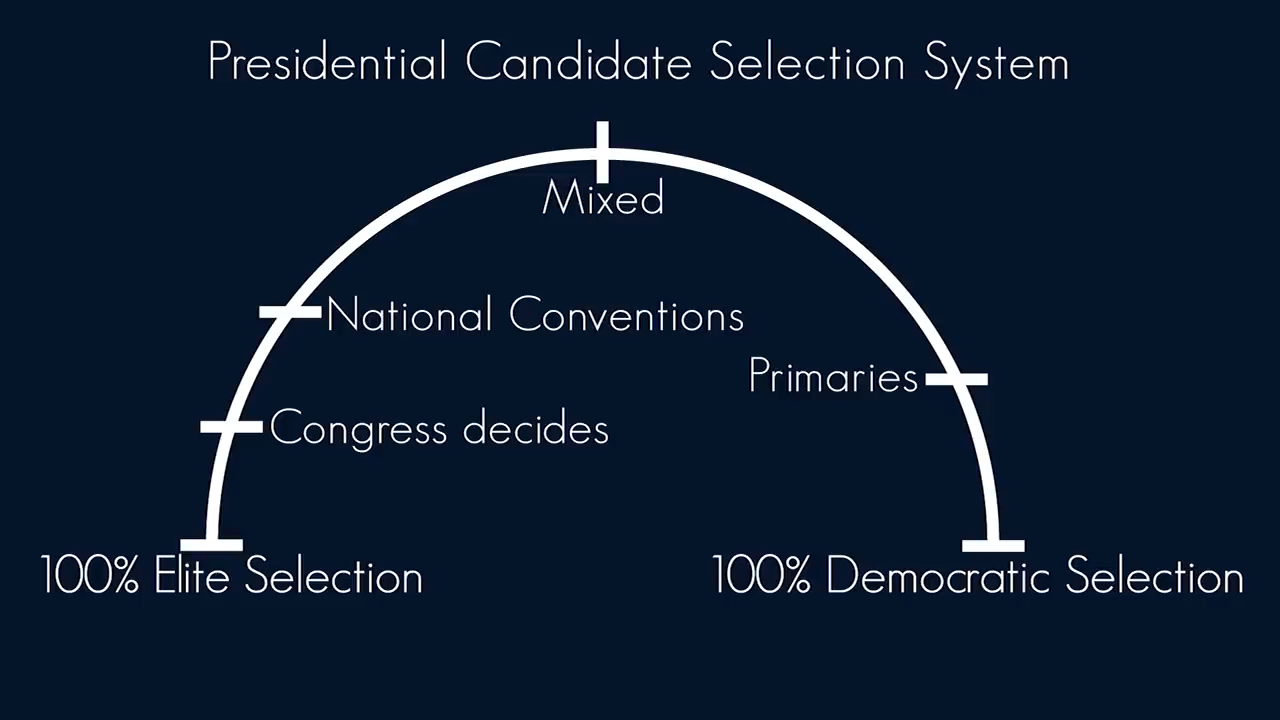 Presidential Candidate Selection System
Mixed
National Conventions
Primaries
Congress decides
100% Elite Selection
100% Democratic Selection